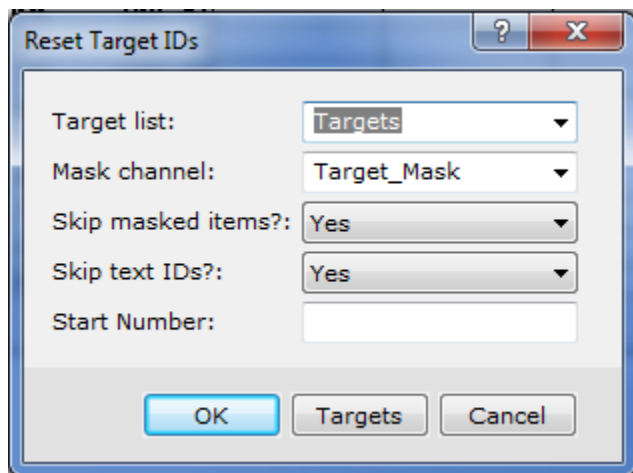 Reset Target IDs
?
Target list: Targets
Mask channel: Target_Mask
Skip masked items?: Yes
Skip text IDs?: Yes
Start Number:
OK Targets Cancel